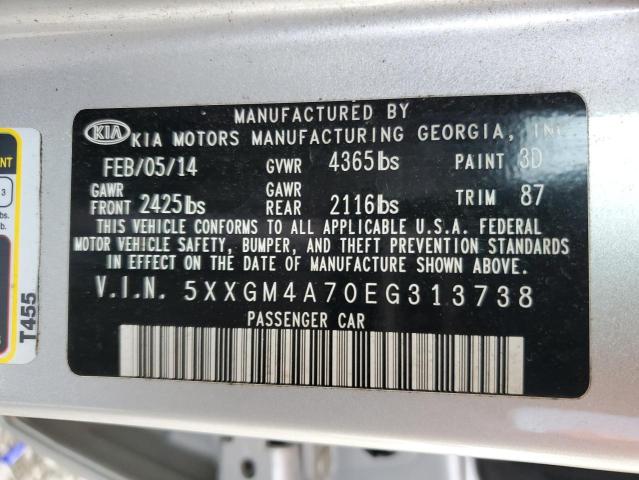 MANUFACTURED BY
KIA KIA MOTORS MANUFACTURING GEORGIA, INC
FEB/05/14 GVWR 4365lbs PAINT 3D
GAWR FRONT 2425lbs GAWR REAR 2116lbs TRIM 87
THIS VEHICLE CONFORMS TO ALL APPLICABLE U.S.A. FEDERAL
MOTOR VEHICLE SAFETY, BUMPER, AND THEFT PREVENTION STANDARDS
IN EFFECT ON THE DATE OF MANUFACTURE SHOWN ABOVE.
V.I.N. 5XXGM4A70EG313738
PASSENGER CAR
T455